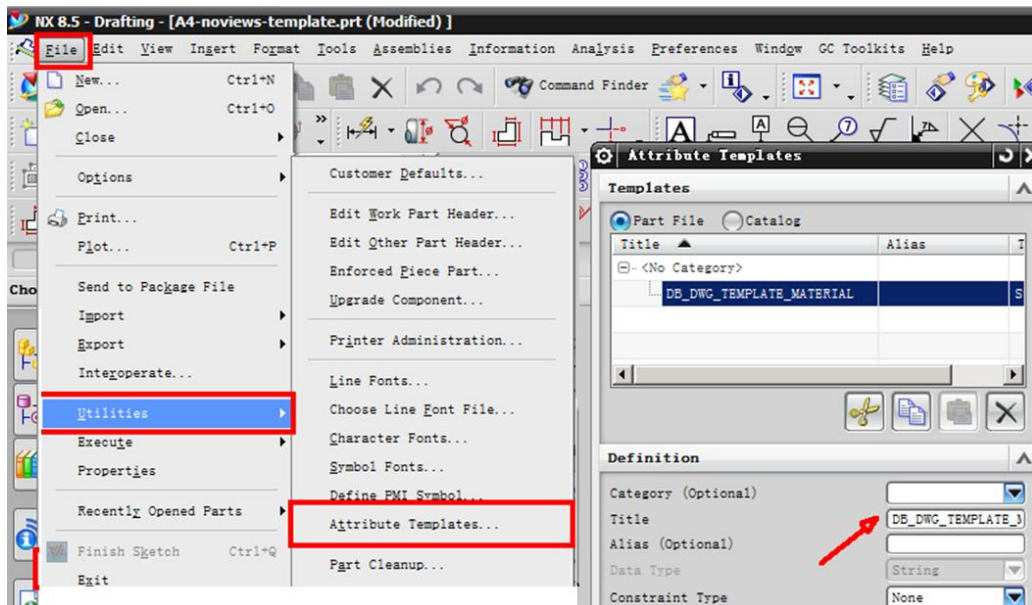 NX 8.5 - Drafting - [A4-noviews-template.prt (Modified) ]
File Edit View Insert Format Tools Assemblies Information Analysis Preferences Window GC Toolkits Help
Command Finder
New... Ctrl+N
Open... Ctrl+O
Close
Options
Print...
Plot... Ctrl+P
Send to Package File
Import
Export
Interoperate...
Utilities
Execute
Properties
Recently Opened Parts
Finish Sketch Ctrl+Q
Exit
Customer Defaults...
Edit Work Part Header...
Edit Other Part Header...
Enforced Piece Part...
Upgrade Component...
Printer Administration...
Line Fonts...
Choose Line Font File...
Character Fonts...
Symbol Fonts...
Define PMI Symbol...
Attribute Templates...
Part Cleanup...
Attribute Templates
Templates
Part File Catalog
Title Alias T
<No Category>
DB_DWG_TEMPLATE_MATERIAL S
Definition
Category (Optional)
Title DB_DWG_TEMPLATE_M
Alias (Optional)
Data Type String
Constraint Type None
Cho